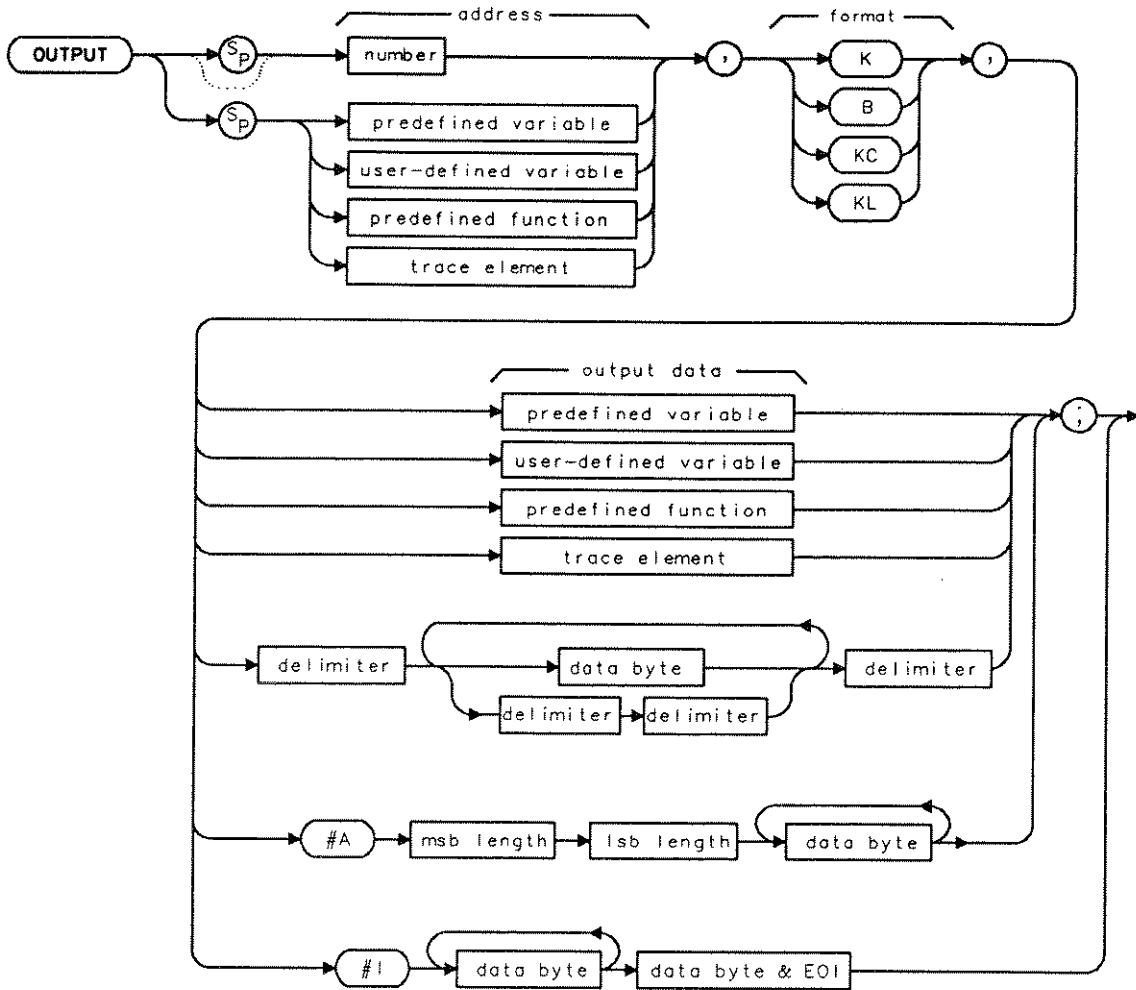 address
format
OUTPUT
SP
number
,
K
,
B
SP
predefined variable
KC
user-defined variable
KL
predefined function
trace element
output data
predefined variable
;
user-defined variable
predefined function
trace element
delimiter
data byte
delimiter
delimiter
delimiter
#A
msb length
lsb length
data byte
#I
data byte
data byte & EOI